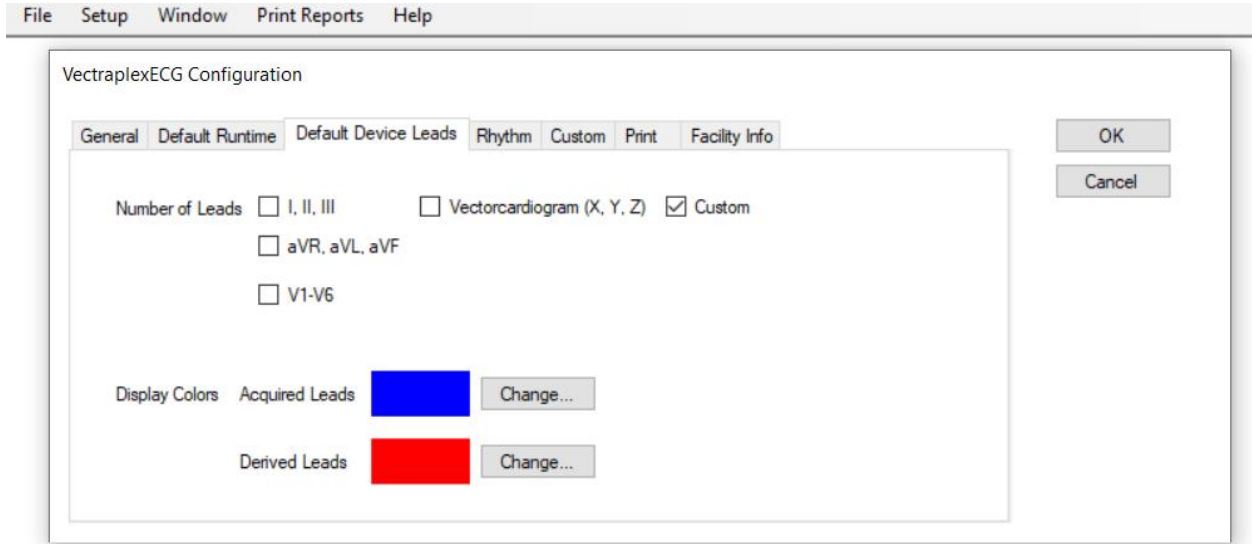 File Setup Window Print Reports Help
VectraplexECG Configuration
General Default Runtime Default Device Leads Rhythm Custom Print Facility Info
OK
Cancel
Number of Leads I, II, III Vectorcardiogram (X, Y, Z) Custom
aVR, aVL, aVF
V1-V6
Display Colors Acquired Leads Change...
Derived Leads Change...